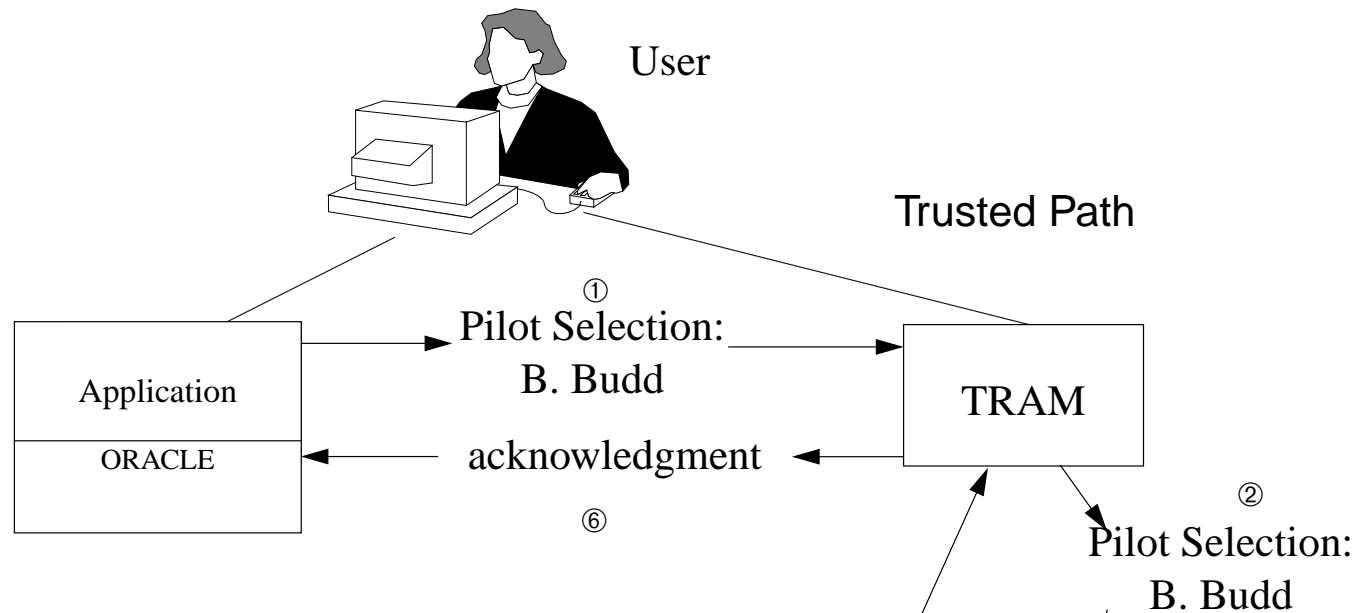 User
Trusted Path
①
Pilot Selection:
B. Budd
Application
TRAM
ORACLE
acknowledgment
⑥
②
Pilot Selection:
B. Budd